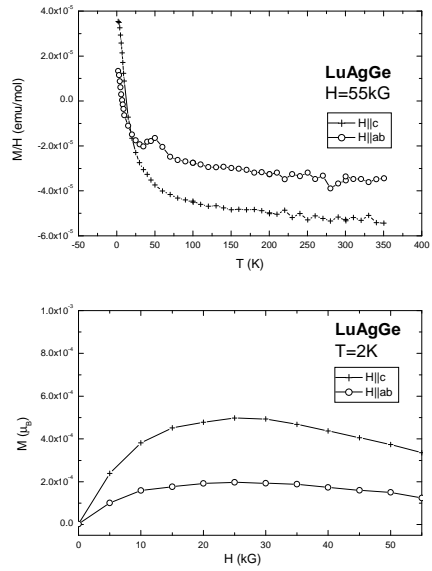 LuAgGe
H=55kG
H||c
H||ab
M/H (emu/mol)
4.0x10⁻⁵
2.0x10⁻⁵
0.0
-2.0x10⁻⁵
-4.0x10⁻⁵
-6.0x10⁻⁵
-50 0 50 100 150 200 250 300 350 400
T (K)
LuAgGe
T=2K
H||c
H||ab
M (μ_B)
1.0x10⁻³
8.0x10⁻⁴
6.0x10⁻⁴
4.0x10⁻⁴
2.0x10⁻⁴
0.0
0 10 20 30 40 50
H (kG)